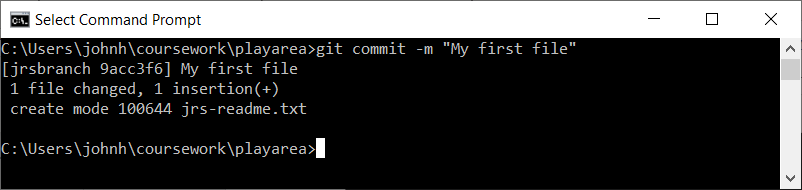 Select Command Prompt
C:\Users\johnh\coursework\playarea>git commit -m "My first file"
[jrsbranch 9acc3f6] My first file
 1 file changed, 1 insertion(+)
 create mode 100644 jrs-readme.txt
C:\Users\johnh\coursework\playarea>